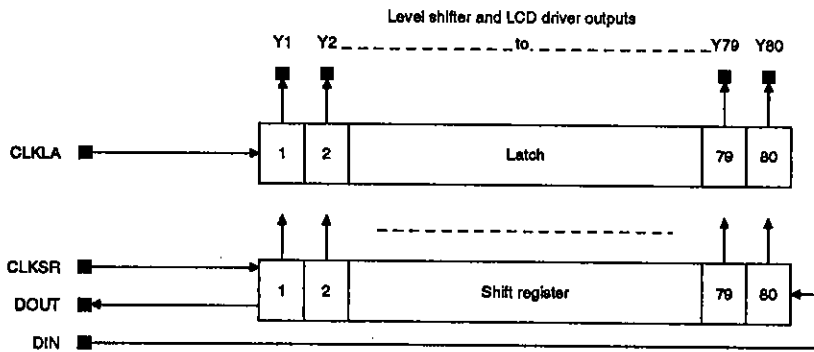 Level shifter and LCD driver outputs
Y1 Y2 to Y79 Y80
CLKLA 1 2 Latch 79 80
CLKSR
1 2 Shift register 79 80
DOUT
DIN